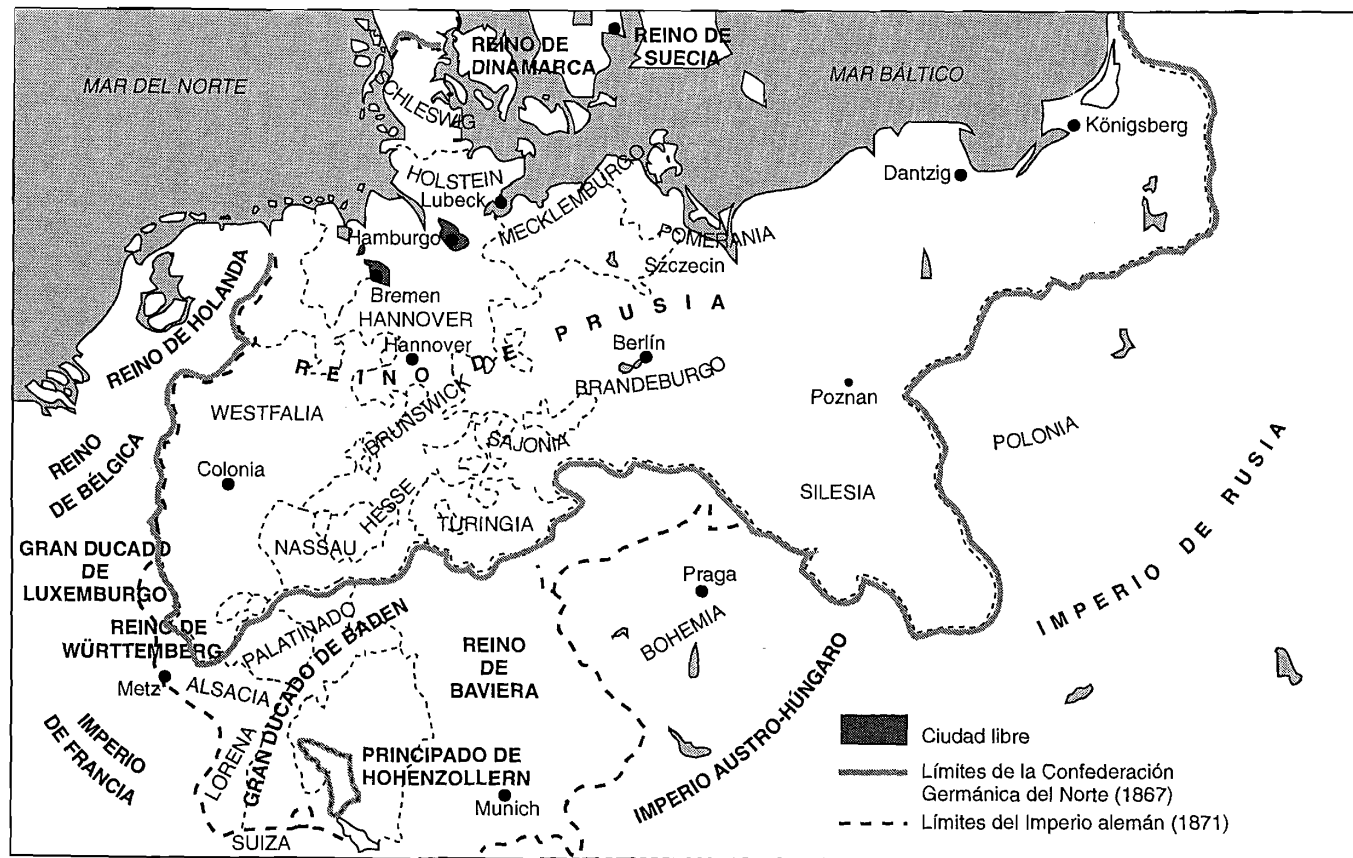 REINO DE
DINAMARCA
REINO DE
SUECIA
MAR DEL NORTE
MAR BÁLTICO
SCHLESWIG
Königsberg
HOLSTEIN
Lubeck
Dantzig
MECKLEMBURGO
Hamburgo
POMERANIA
Szczecin
REINO DE HOLANDA
Bremen
HANNOVER
Hannover
REINO DE PRUSIA
Berlín
BRANDEBURGO
Poznan
WESTFALIA
BRUNSWICK
SAJONIA
POLONIA
REINO
DE BÉLGICA
Colonia
SILESIA
HESSE
TURINGIA
NASSAU
IMPERIO DE RUSIA
GRAN DUCADO
DE
LUXEMBURGO
Praga
BOHEMIA
REINO DE
WÜRTTEMBERG
PALATINADO
GRAN DUCADO DE BADEN
REINO
DE
BAVIERA
Metz
ALSACIA
IMPERIO
DE FRANCIA
LORENA
PRINCIPADO DE
HOHENZOLLERN
Munich
IMPERIO AUSTRO-HÚNGARO
SUIZA
Ciudad libre
Límites de la Confederación
Germánica del Norte (1867)
Límites del Imperio alemán (1871)